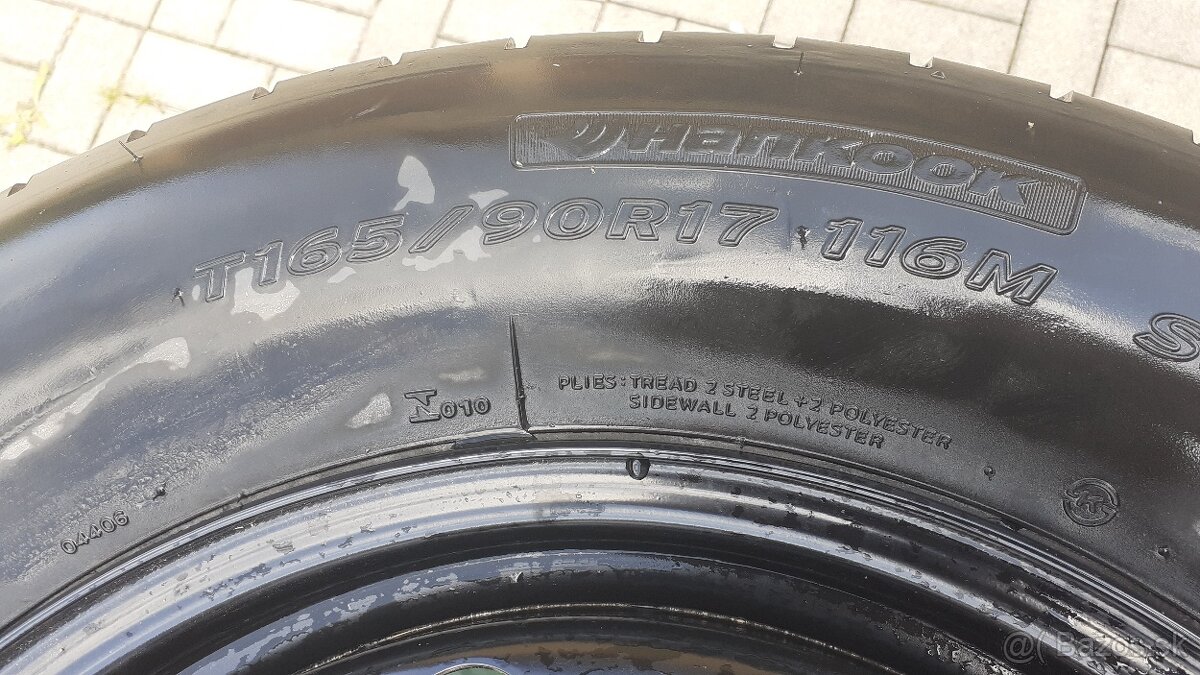 Hankook
T165/90R17 116M
S
PLIES: TREAD 2 STEEL + 2 POLYESTER
SIDEWALL 2 POLYESTER
010
04406
@( Bazos.sk